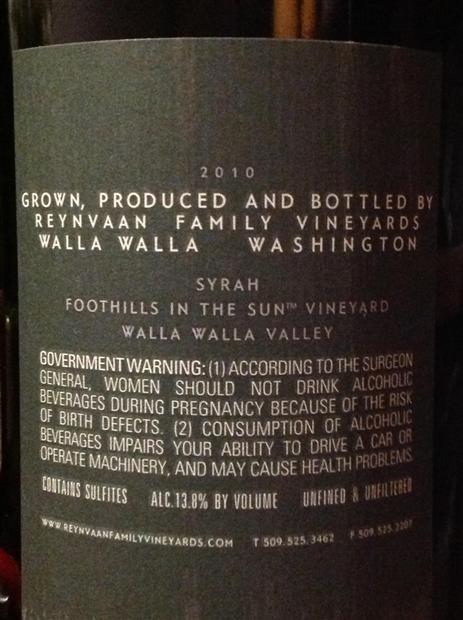 2010
GROWN, PRODUCED AND BOTTLED BY
REYNVAAN FAMILY VINEYARDS
WALLA WALLA WASHINGTON
SYRAH
FOOTHILLS IN THE SUN™ VINEYARD
WALLA WALLA VALLEY
GOVERNMENT WARNING: (1) ACCORDING TO THE SURGEON
GENERAL, WOMEN SHOULD NOT DRINK ALCOHOLIC
BEVERAGES DURING PREGNANCY BECAUSE OF THE RISK
OF BIRTH DEFECTS. (2) CONSUMPTION OF ALCOHOLIC
BEVERAGES IMPAIRS YOUR ABILITY TO DRIVE A CAR OR
OPERATE MACHINERY, AND MAY CAUSE HEALTH PROBLEMS.
CONTAINS SULFITES ALC.13.8% BY VOLUME UNFINED & UNFILTERED
WWW.REYNVAANFAMILYVINEYARDS.COM T 509.525.3462 F 509.525.3207